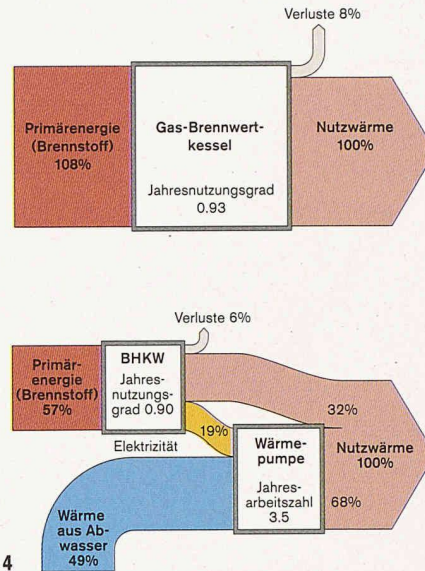 Verluste 8%
Primärenergie
(Brennstoff)
108%
Gas-Brennwert-
kessel
Jahresnutzungsgrad
0.93
Nutzwärme
100%
Verluste 6%
Primär-
energie
(Brennstoff)
57%
BHKW
Jahres-
nutzungs-
grad 0.90
32%
19%
Elektrizität
Wärme-
pumpe
Jahres-
arbeitszahl
3.5
Nutzwärme
100%
68%
Wärme
aus Ab-
wasser
49%
4